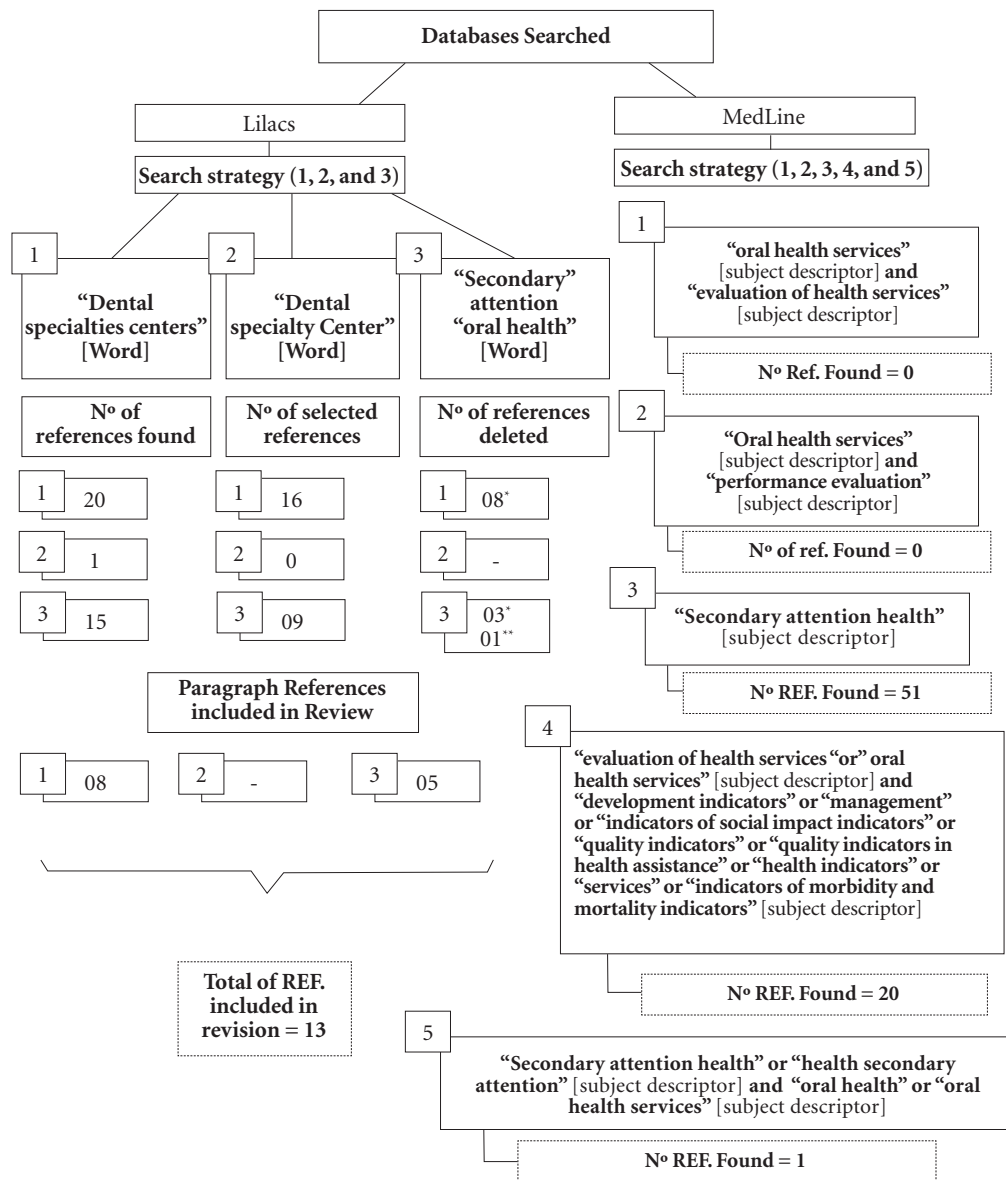 Databases Searched
Lilacs
Search strategy (1, 2, and 3)
1
“Dental
specialties centers”
[Word]
2
“Dental
specialty Center”
[Word]
3
“Secondary”
attention
“oral health”
[Word]
Nº of
references found
Nº of selected
references
Nº of references
deleted
1
20
1
16
1
08*
2
1
2
0
2
-
3
15
3
09
3
03*
01**
Paragraph References
included in Review
1
08
2
-
3
05
Total of REF.
included in
revision = 13
MedLine
Search strategy (1, 2, 3, 4, and 5)
1
“oral health services”
[subject descriptor] and
“evaluation of health services”
[subject descriptor]
Nº Ref. Found = 0
2
“Oral health services”
[subject descriptor] and
“performance evaluation”
[subject descriptor]
Nº of ref. Found = 0
3
“Secondary attention health”
[subject descriptor]
Nº REF. Found = 51
4
“evaluation of health services “or” oral
health services” [subject descriptor] and
“development indicators” or “management”
or “indicators of social impact indicators” or
“quality indicators” or “quality indicators in
health assistance” or “health indicators” or
“services” or “indicators of morbidity and
mortality indicators” [subject descriptor]
Nº REF. Found = 20
5
“Secondary attention health” or “health secondary
attention” [subject descriptor] and “oral health” or “oral
health services” [subject descriptor]
Nº REF. Found = 1